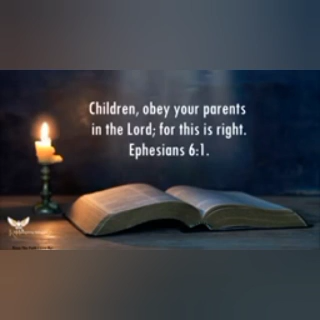 Children, obey your parents
in the Lord; for this is right.
Ephesians 6:1.